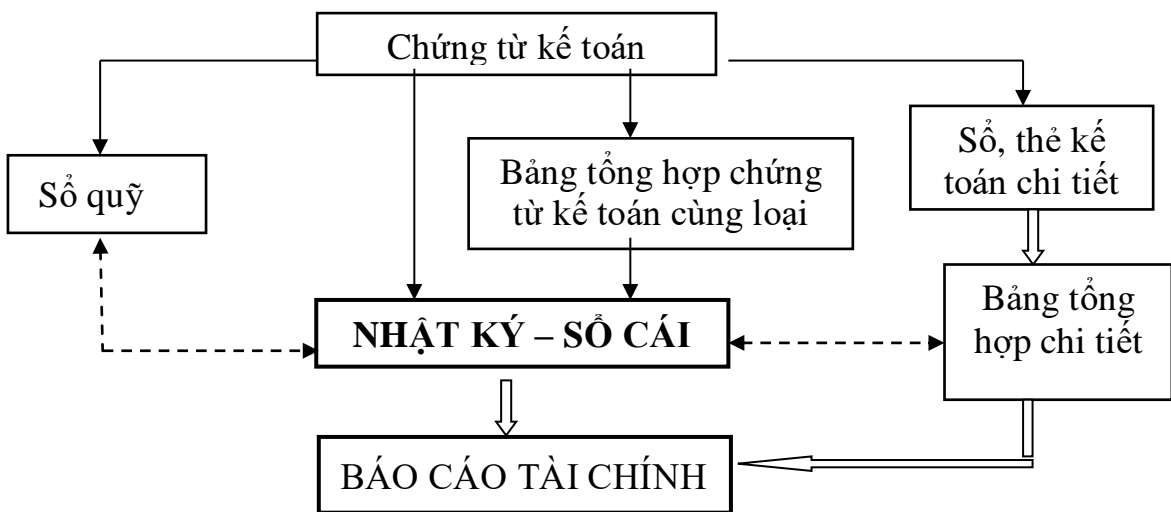 Chứng từ kế toán
Sổ quỹ
Bảng tổng hợp chứng
từ kế toán cùng loại
Sổ, thẻ kế
toán chi tiết
NHẬT KÝ – SỔ CÁI
Bảng tổng
hợp chi tiết
BÁO CÁO TÀI CHÍNH